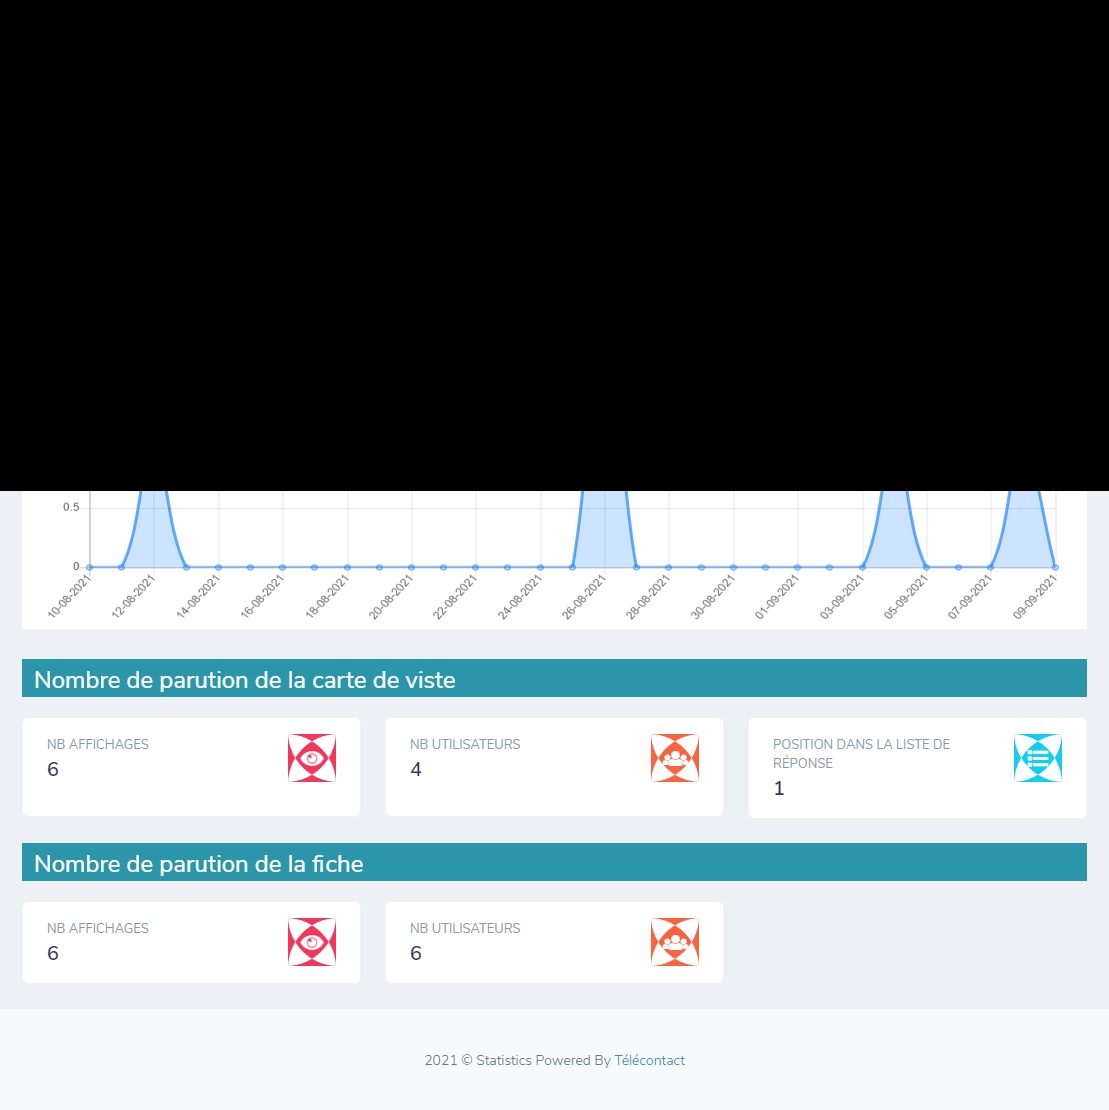 0.5
0
10-08-2021
12-08-2021
14-08-2021
16-08-2021
18-08-2021
20-08-2021
22-08-2021
24-08-2021
26-08-2021
28-08-2021
30-08-2021
01-09-2021
03-09-2021
05-09-2021
07-09-2021
09-09-2021
Nombre de parution de la carte de viste
NB AFFICHAGES
6
NB UTILISATEURS
4
POSITION DANS LA LISTE DE
RÉPONSE
1
Nombre de parution de la fiche
NB AFFICHAGES
6
NB UTILISATEURS
6
2021 © Statistics Powered By Télécontact